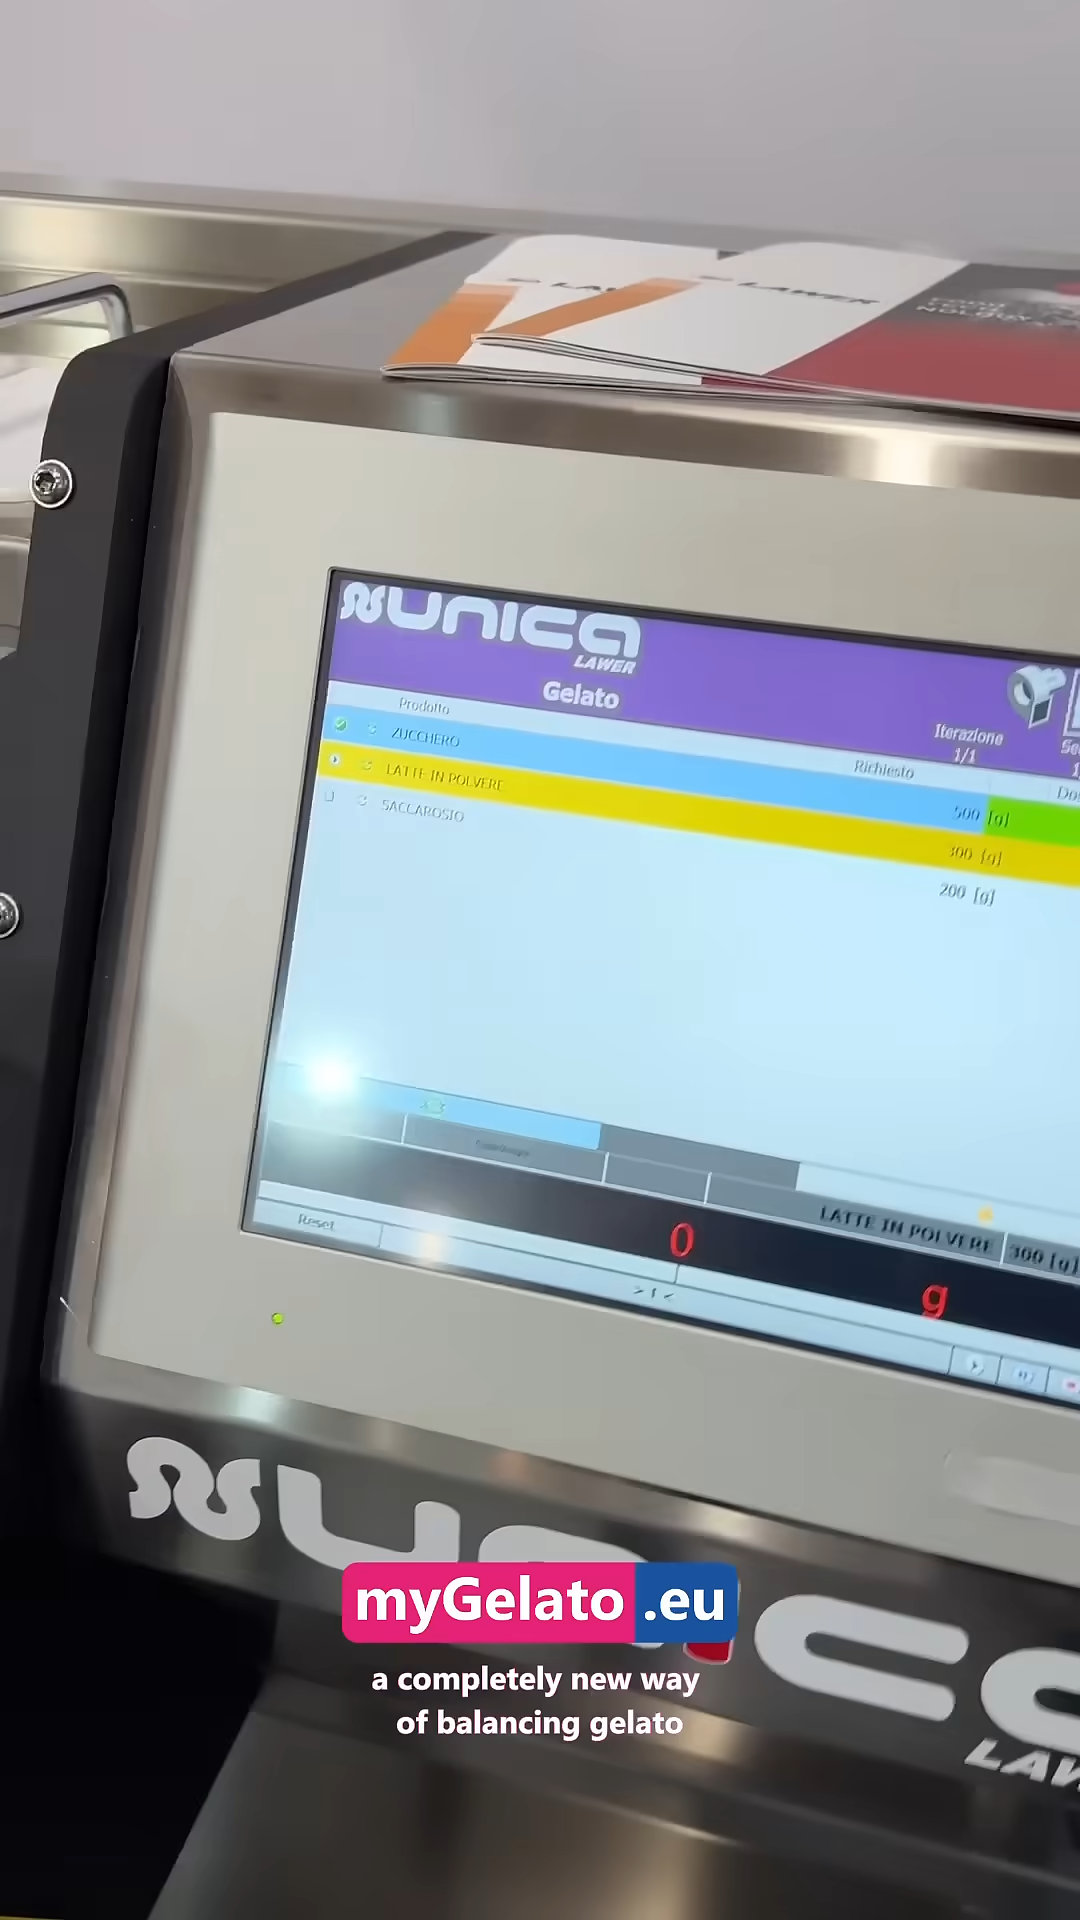 LAWER
unica
LAWER
Gelato
Iterazione
1/1
Prodotto
Richiesto
ZUCCHERO
500 [g]
LATTE IN POLVERE
300 [g]
SACCAROSIO
200 [g]
LATTE IN POLVERE 300 [g]
0
g
Reset
>I<
myGelato.eu
a completely new way
of balancing gelato